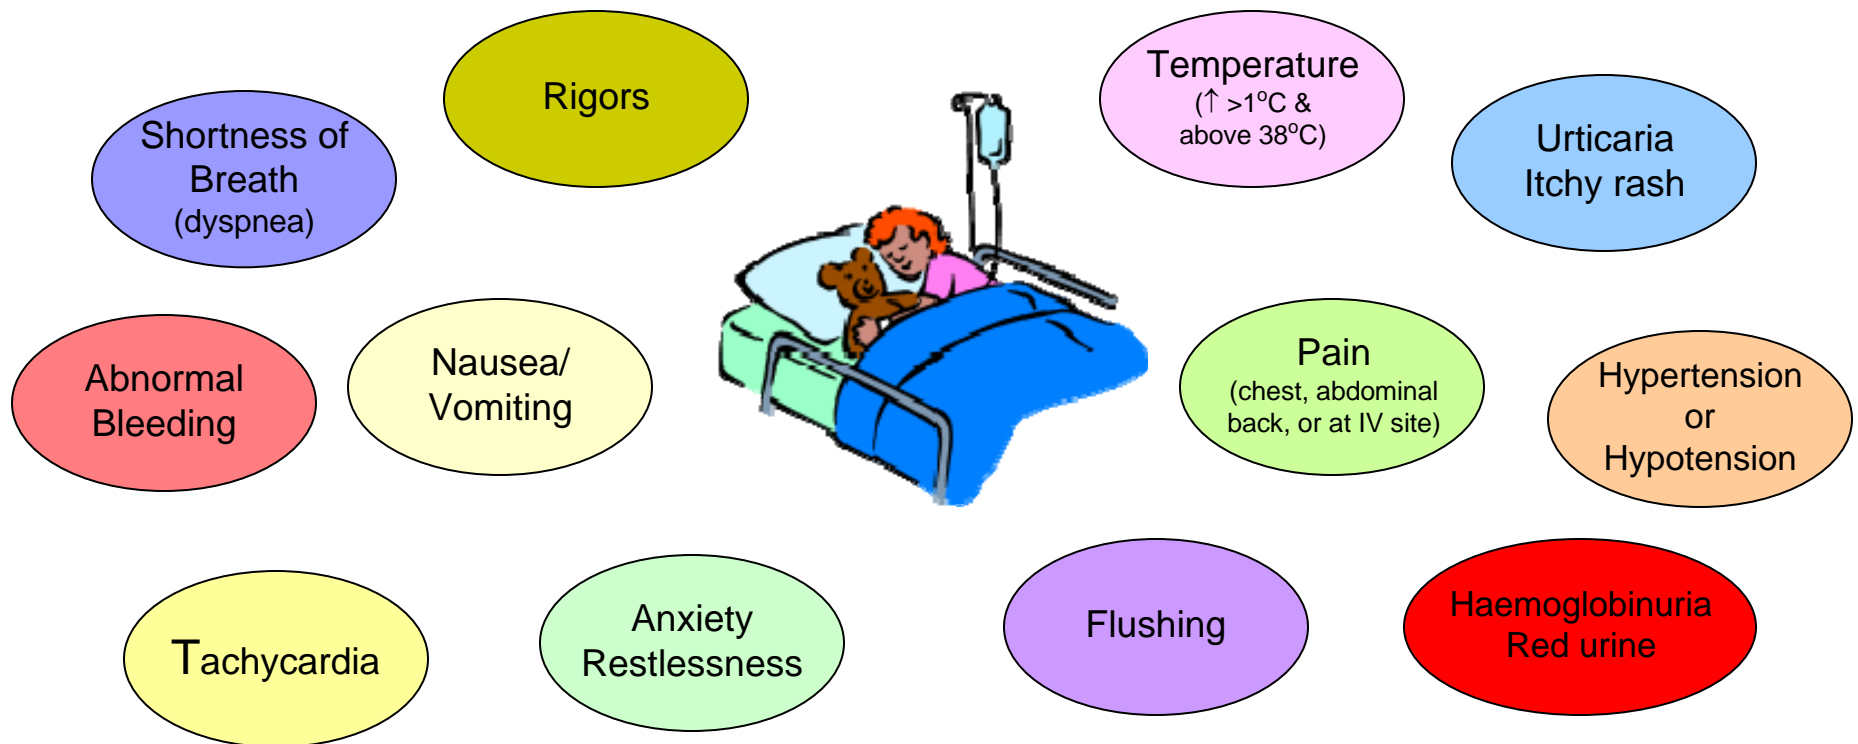 Rigors
Temperature
(↑ >1°C &
above 38°C)
Shortness of
Breath
(dyspnea)
Urticaria
Itchy rash
Abnormal
Bleeding
Nausea/
Vomiting
Pain
(chest, abdominal
back, or at IV site)
Hypertension
or
Hypotension
Tachycardia
Anxiety
Restlessness
Flushing
Haemoglobinuria
Red urine